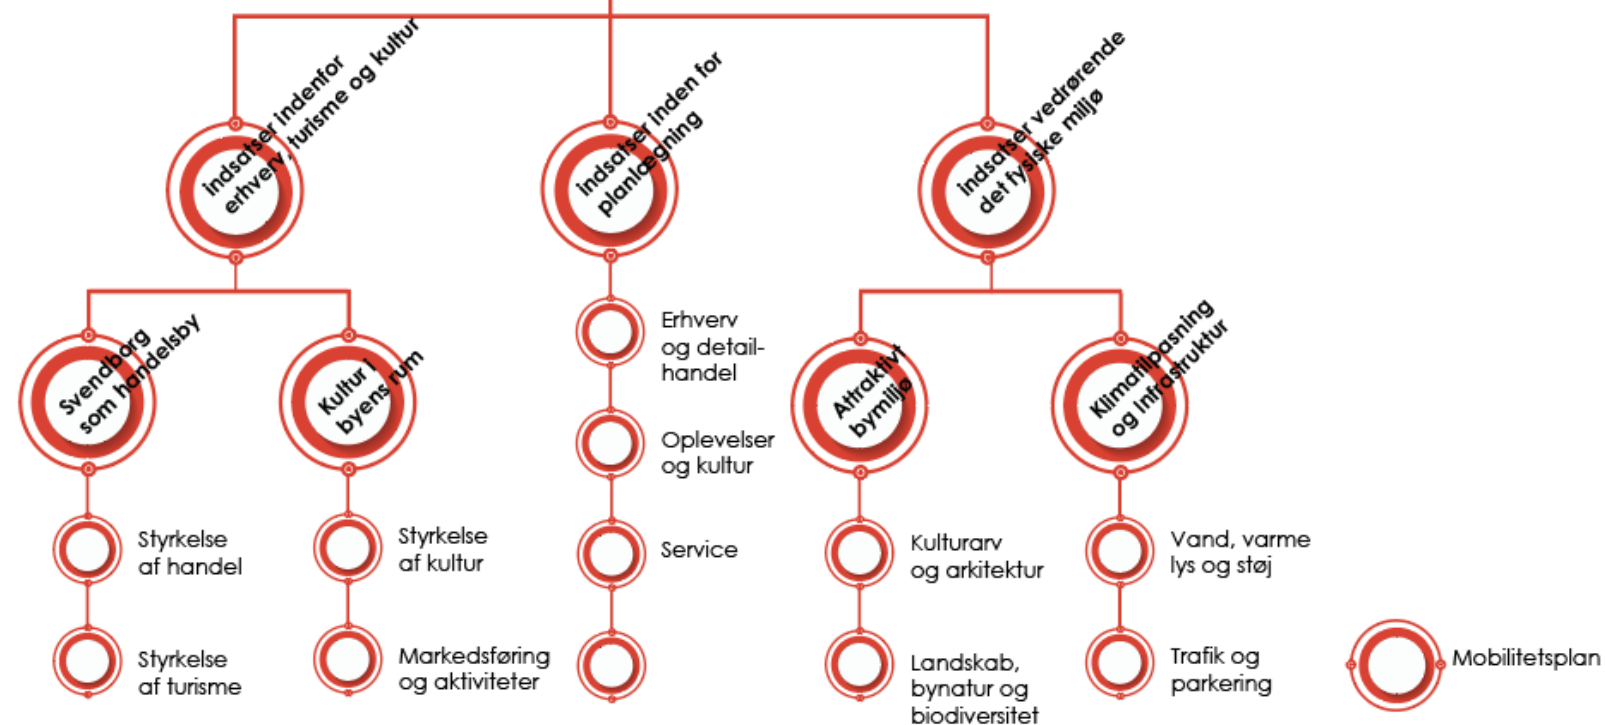 indsatser indenfor
erhverv, turisme og kultur
indsatser inden for
planlægning
indsatser vedrørende
det fysiske miljø
Svendborg
som handelsby
Kultur i
byens rum
Erhverv
og detail-
handel
Oplevelser
og kultur
Service
Attraktivt
bymiljø
Klimatilpasning
og infrastruktur
Styrkelse
af handel
Styrkelse
af turisme
Styrkelse
af kultur
Markedsføring
og aktiviteter
Kulturarv
og arkitektur
Landskab,
bynatur og
biodiversitet
Vand, varme
lys og støj
Trafik og
parkering
Mobilitetsplan